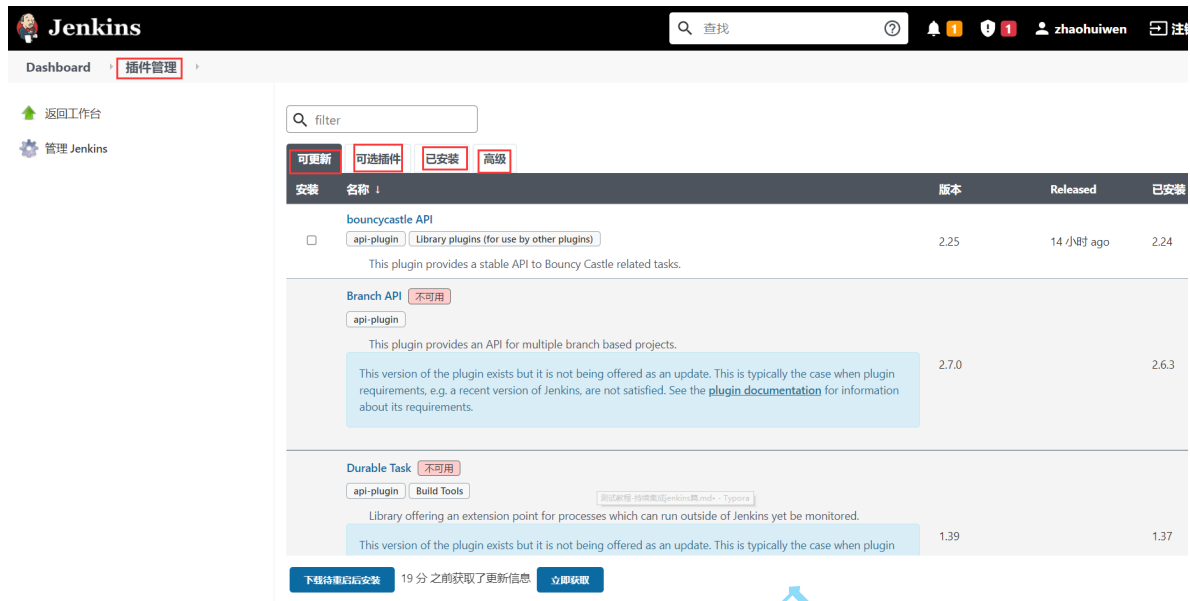 Jenkins
查找
1
1
zhaohuiwen
Dashboard
插件管理
返回工作台
管理 Jenkins
filter
可更新
可选插件
已安装
高级
安装 名称 ↓ 版本 Released 已安装
bouncycastle API
api-plugin Library plugins (for use by other plugins)
2.25 14 小时 ago 2.24
This plugin provides a stable API to Bouncy Castle related tasks.
Branch API 不可用
api-plugin
This plugin provides an API for multiple branch based projects.
This version of the plugin exists but it is not being offered as an update. This is typically the case when plugin
requirements, e.g. a recent version of Jenkins, are not satisfied. See the plugin documentation for information
about its requirements.
2.7.0 2.6.3
Durable Task 不可用
api-plugin Build Tools
Library offering an extension point for processes which can run outside of Jenkins yet be monitored.
This version of the plugin exists but it is not being offered as an update. This is typically the case when plugin
1.39 1.37
下载待重启后安装 19 分 之前获取了更新信息 立即获取